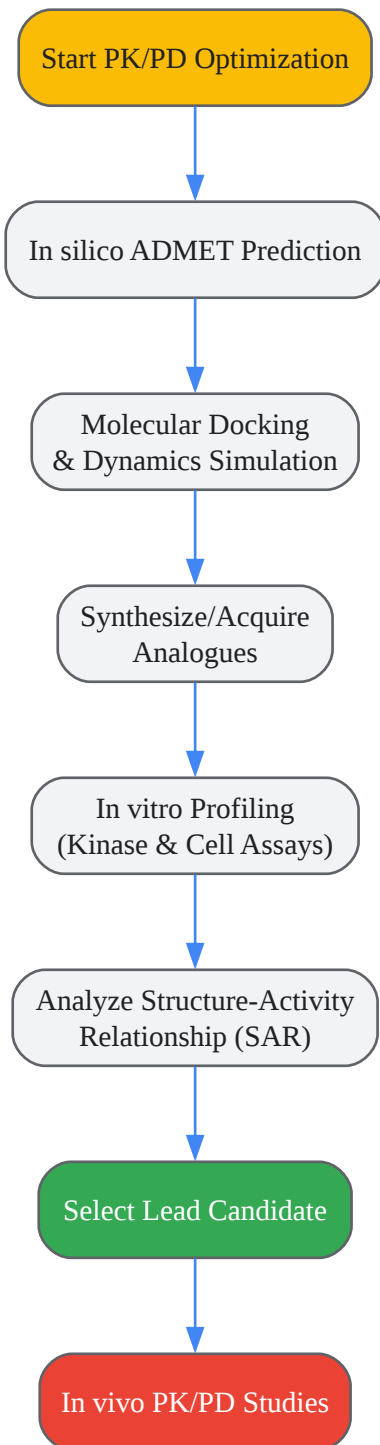 Start PK/PD Optimization
In silico ADMET Prediction
Molecular Docking
& Dynamics Simulation
Synthesize/Acquire
Analogues
In vitro Profiling
(Kinase & Cell Assays)
Analyze Structure-Activity
Relationship (SAR)
Select Lead Candidate
In vivo PK/PD Studies